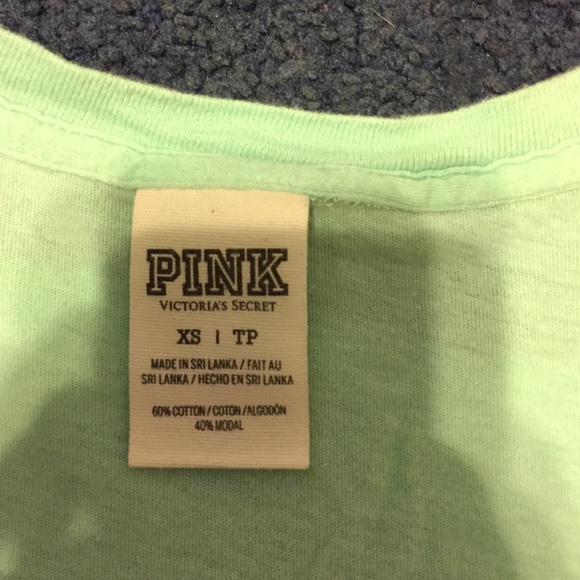 PINK
VICTORIA'S SECRET
XS | TP
MADE IN SRI LANKA / FAIT AU
SRI LANKA / HECHO EN SRI LANKA
60% COTTON / COTON / ALGODÓN
40% MODAL